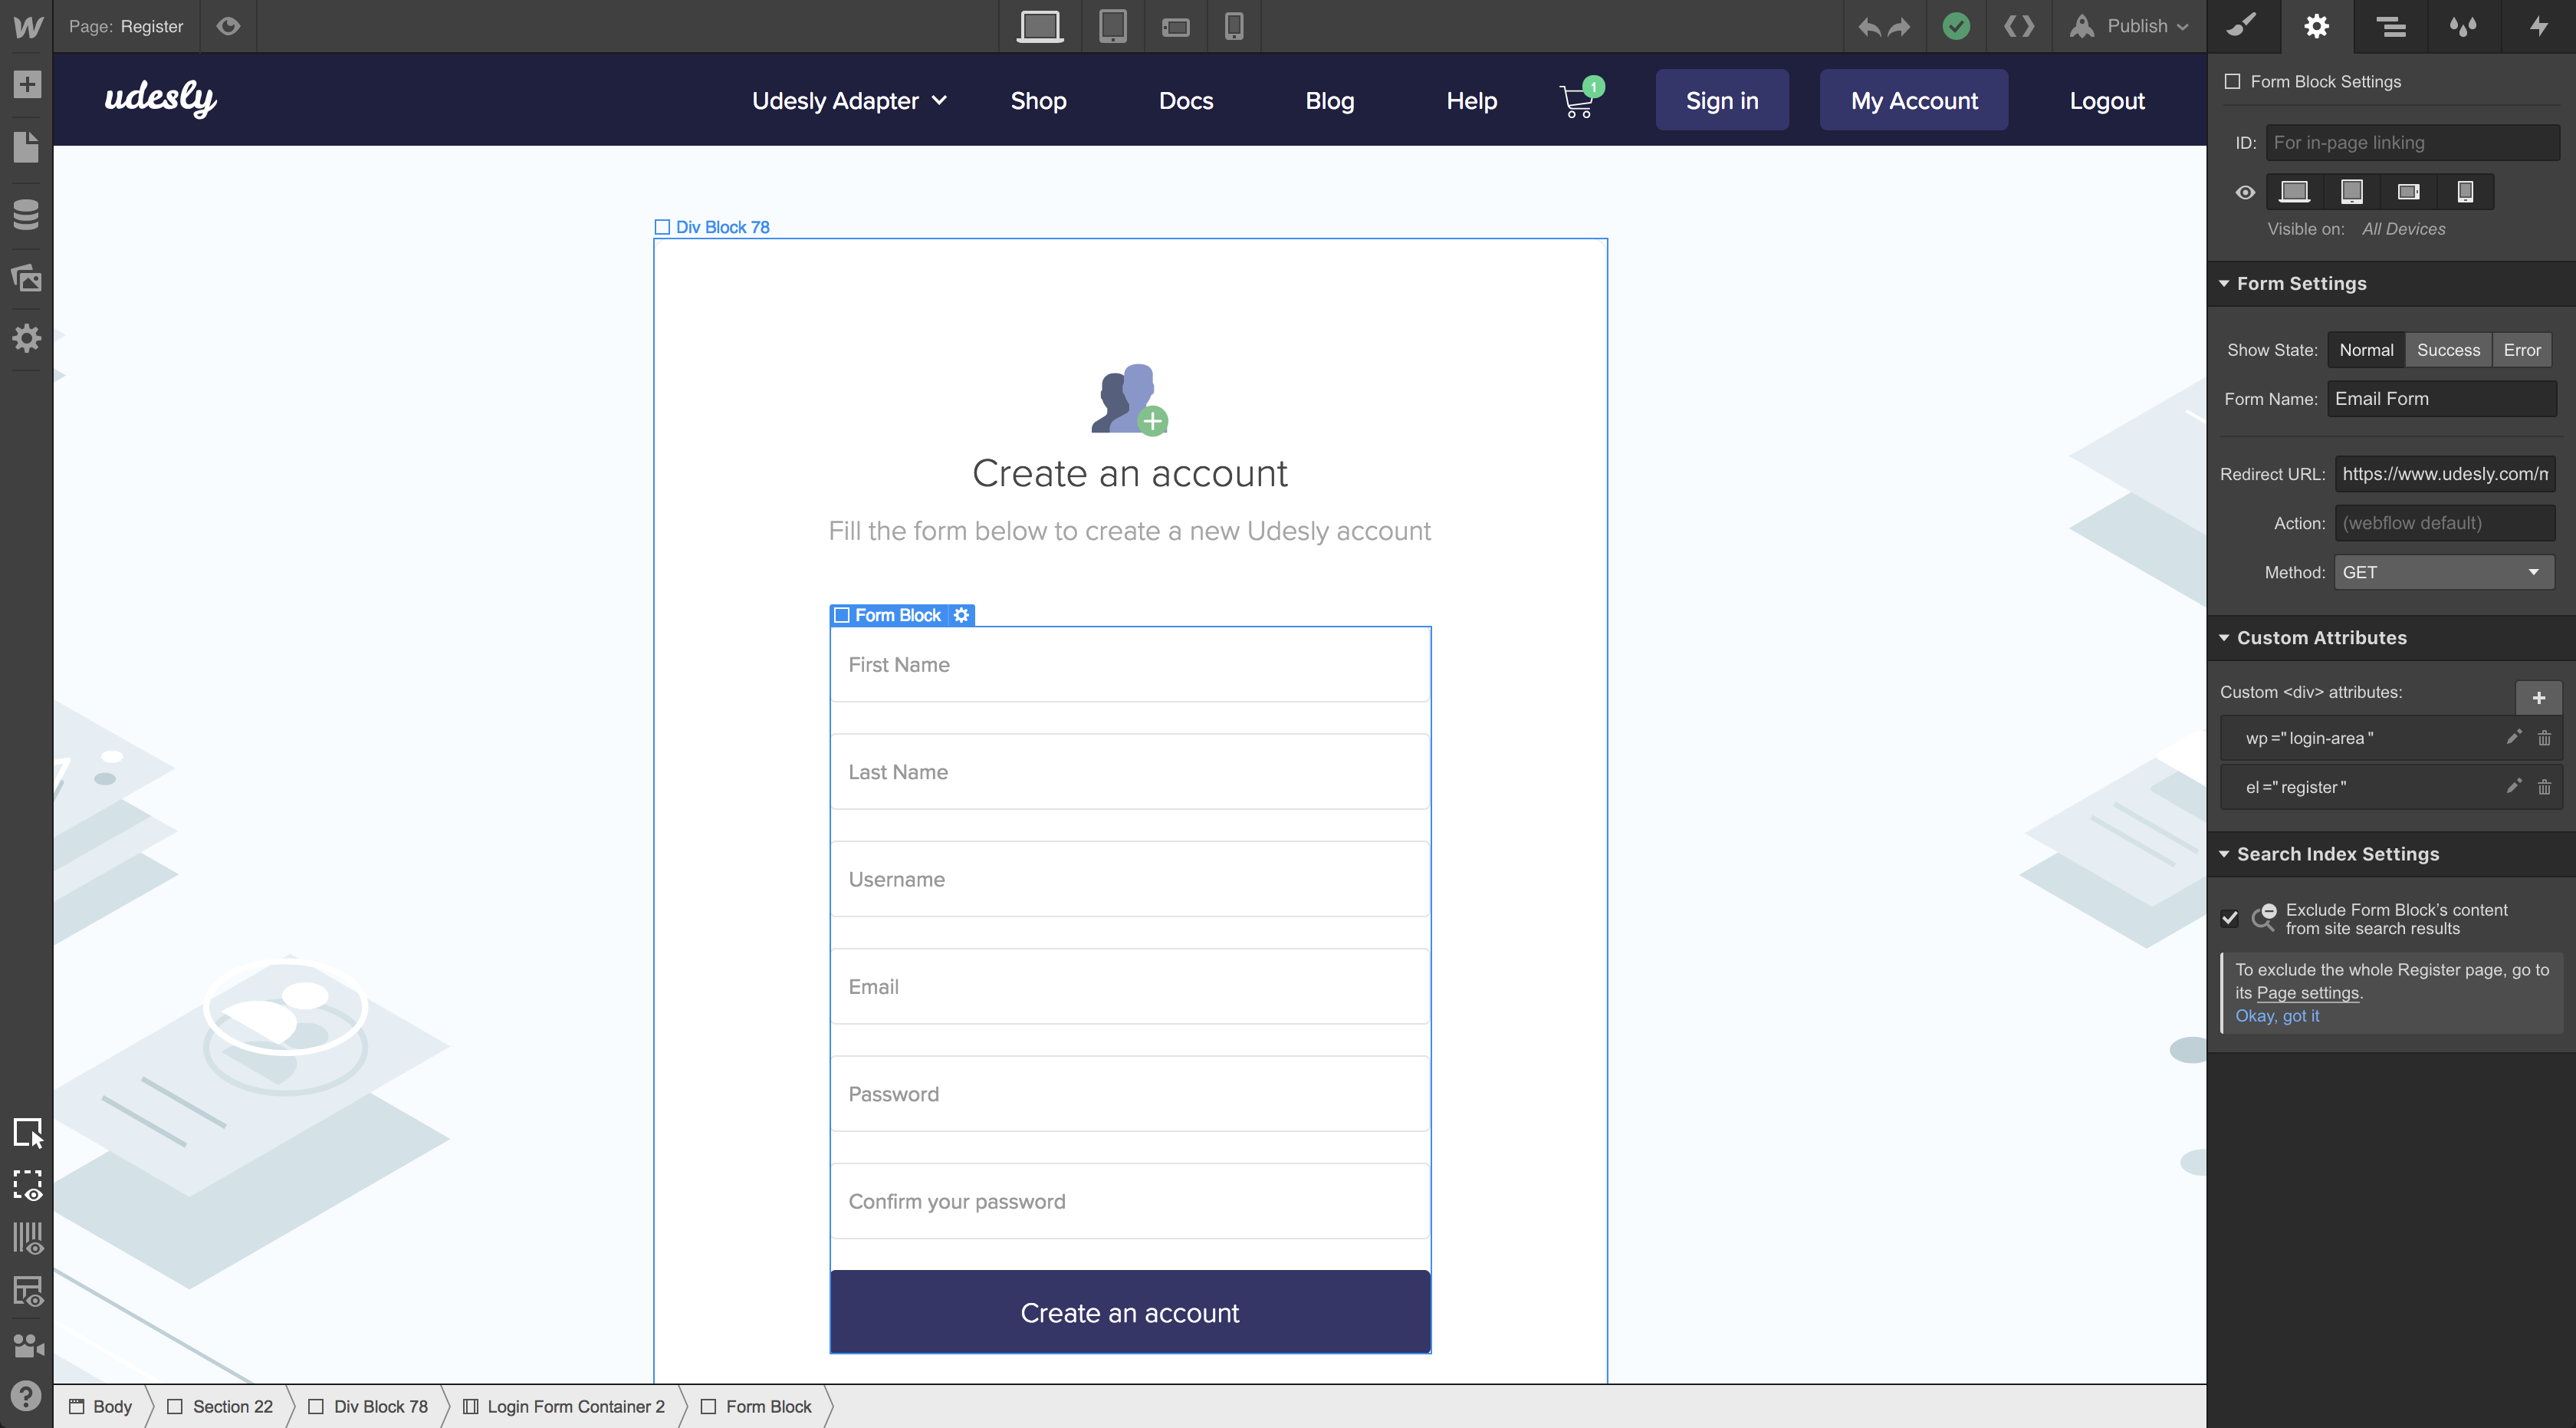 Page: Register
Publish
udesly
Udesly Adapter
Shop
Docs
Blog
Help
1
Sign in
My Account
Logout
Div Block 78
Create an account
Fill the form below to create a new Udesly account
Form Block
First Name
Last Name
Username
Email
Password
Confirm your password
Create an account
Body
Section 22
Div Block 78
Login Form Container 2
Form Block
Form Block Settings
ID: For in-page linking
Visible on: All Devices
Form Settings
Show State: Normal Success Error
Form Name: Email Form
Redirect URL: https://www.udesly.com/m
Action: (webflow default)
Method: GET
Custom Attributes
Custom <div> attributes:
wp ="login-area"
el ="register"
Search Index Settings
Exclude Form Block's content
from site search results
To exclude the whole Register page, go to
its Page settings.
Okay, got it